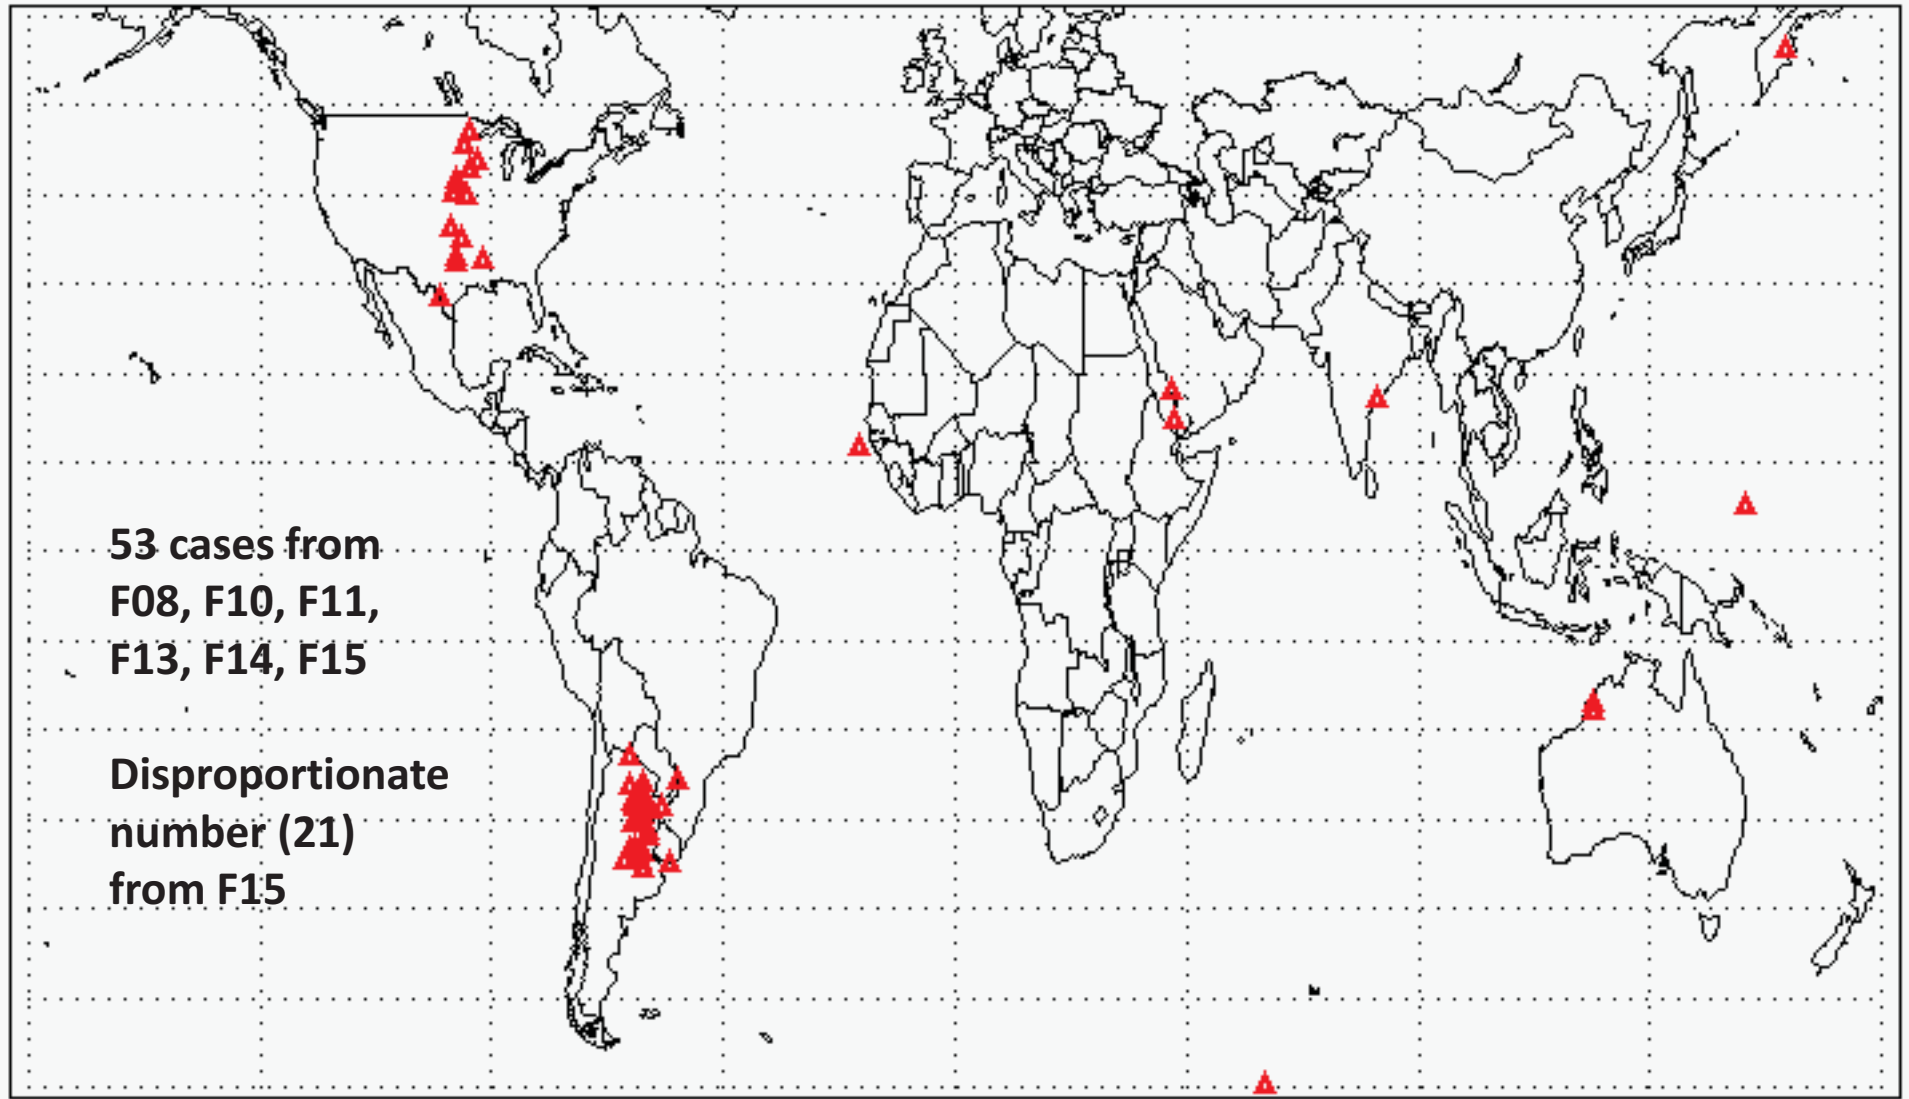 53 cases from
F08, F10, F11,
F13, F14, F15
Disproportionate
number (21)
from F15